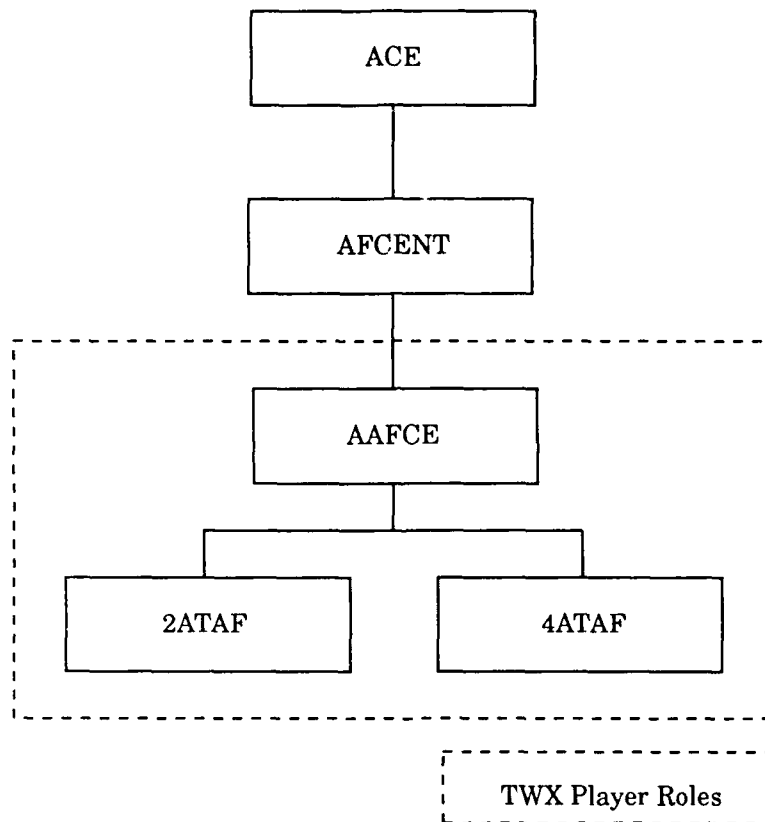 ACE
AFCENT
AAFCE
2ATAF
4ATAF
TWX Player Roles